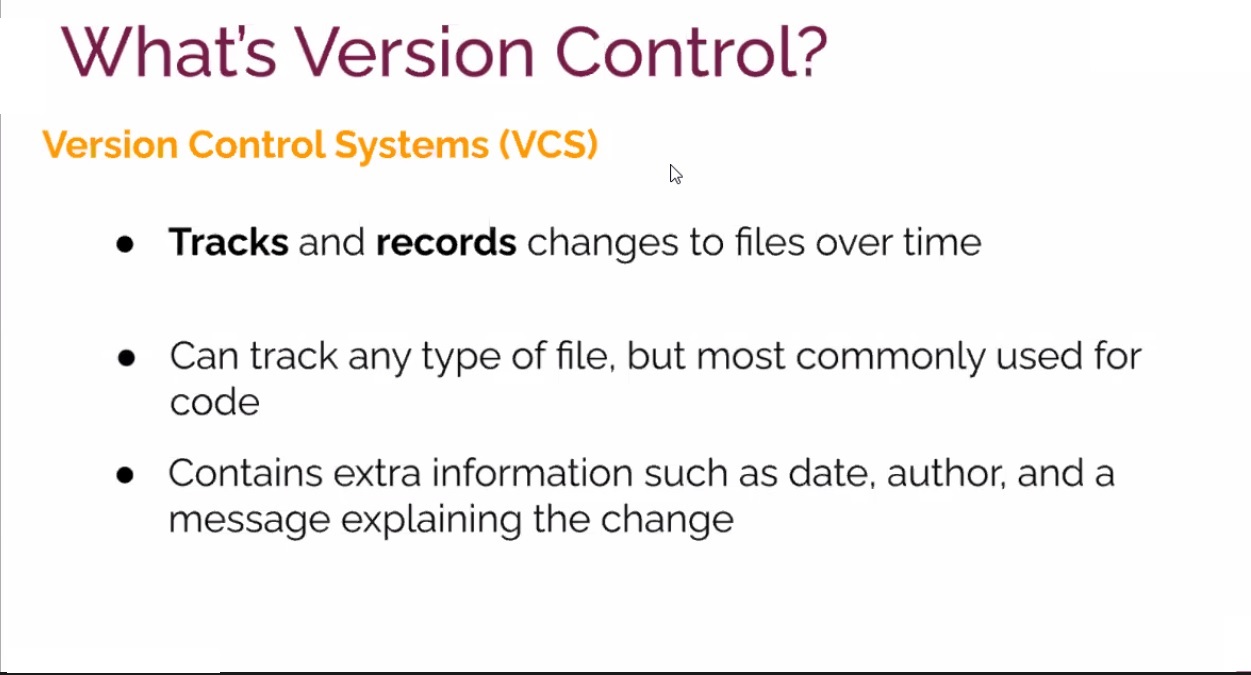 What’s Version Control?
Version Control Systems (VCS)
● Tracks and records changes to files over time
● Can track any type of file, but most commonly used for
code
● Contains extra information such as date, author, and a
message explaining the change